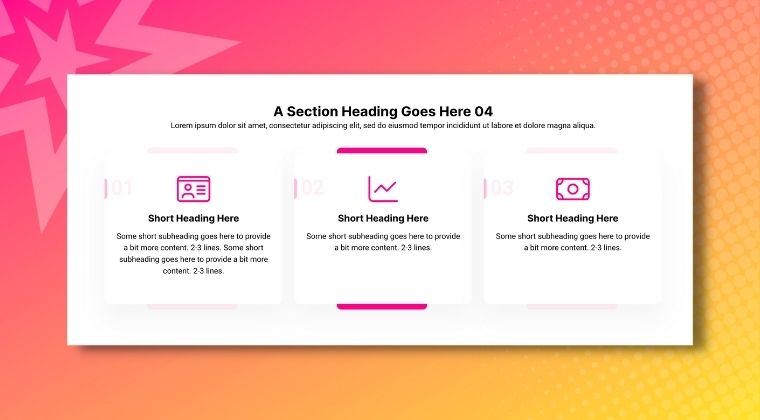 A Section Heading Goes Here 04
Lorem ipsum dolor sit amet, consectetur adipiscing elit, sed do eiusmod tempor incididunt ut labore et dolore magna aliqua.
01
Short Heading Here
Some short subheading goes here to provide
a bit more content. 2-3 lines. Some short
subheading goes here to provide a bit more
content. 2-3 lines.
02
Short Heading Here
Some short subheading goes here to provide
a bit more content. 2-3 lines.
03
Short Heading Here
Some short subheading goes here to provide
a bit more content. 2-3 lines.